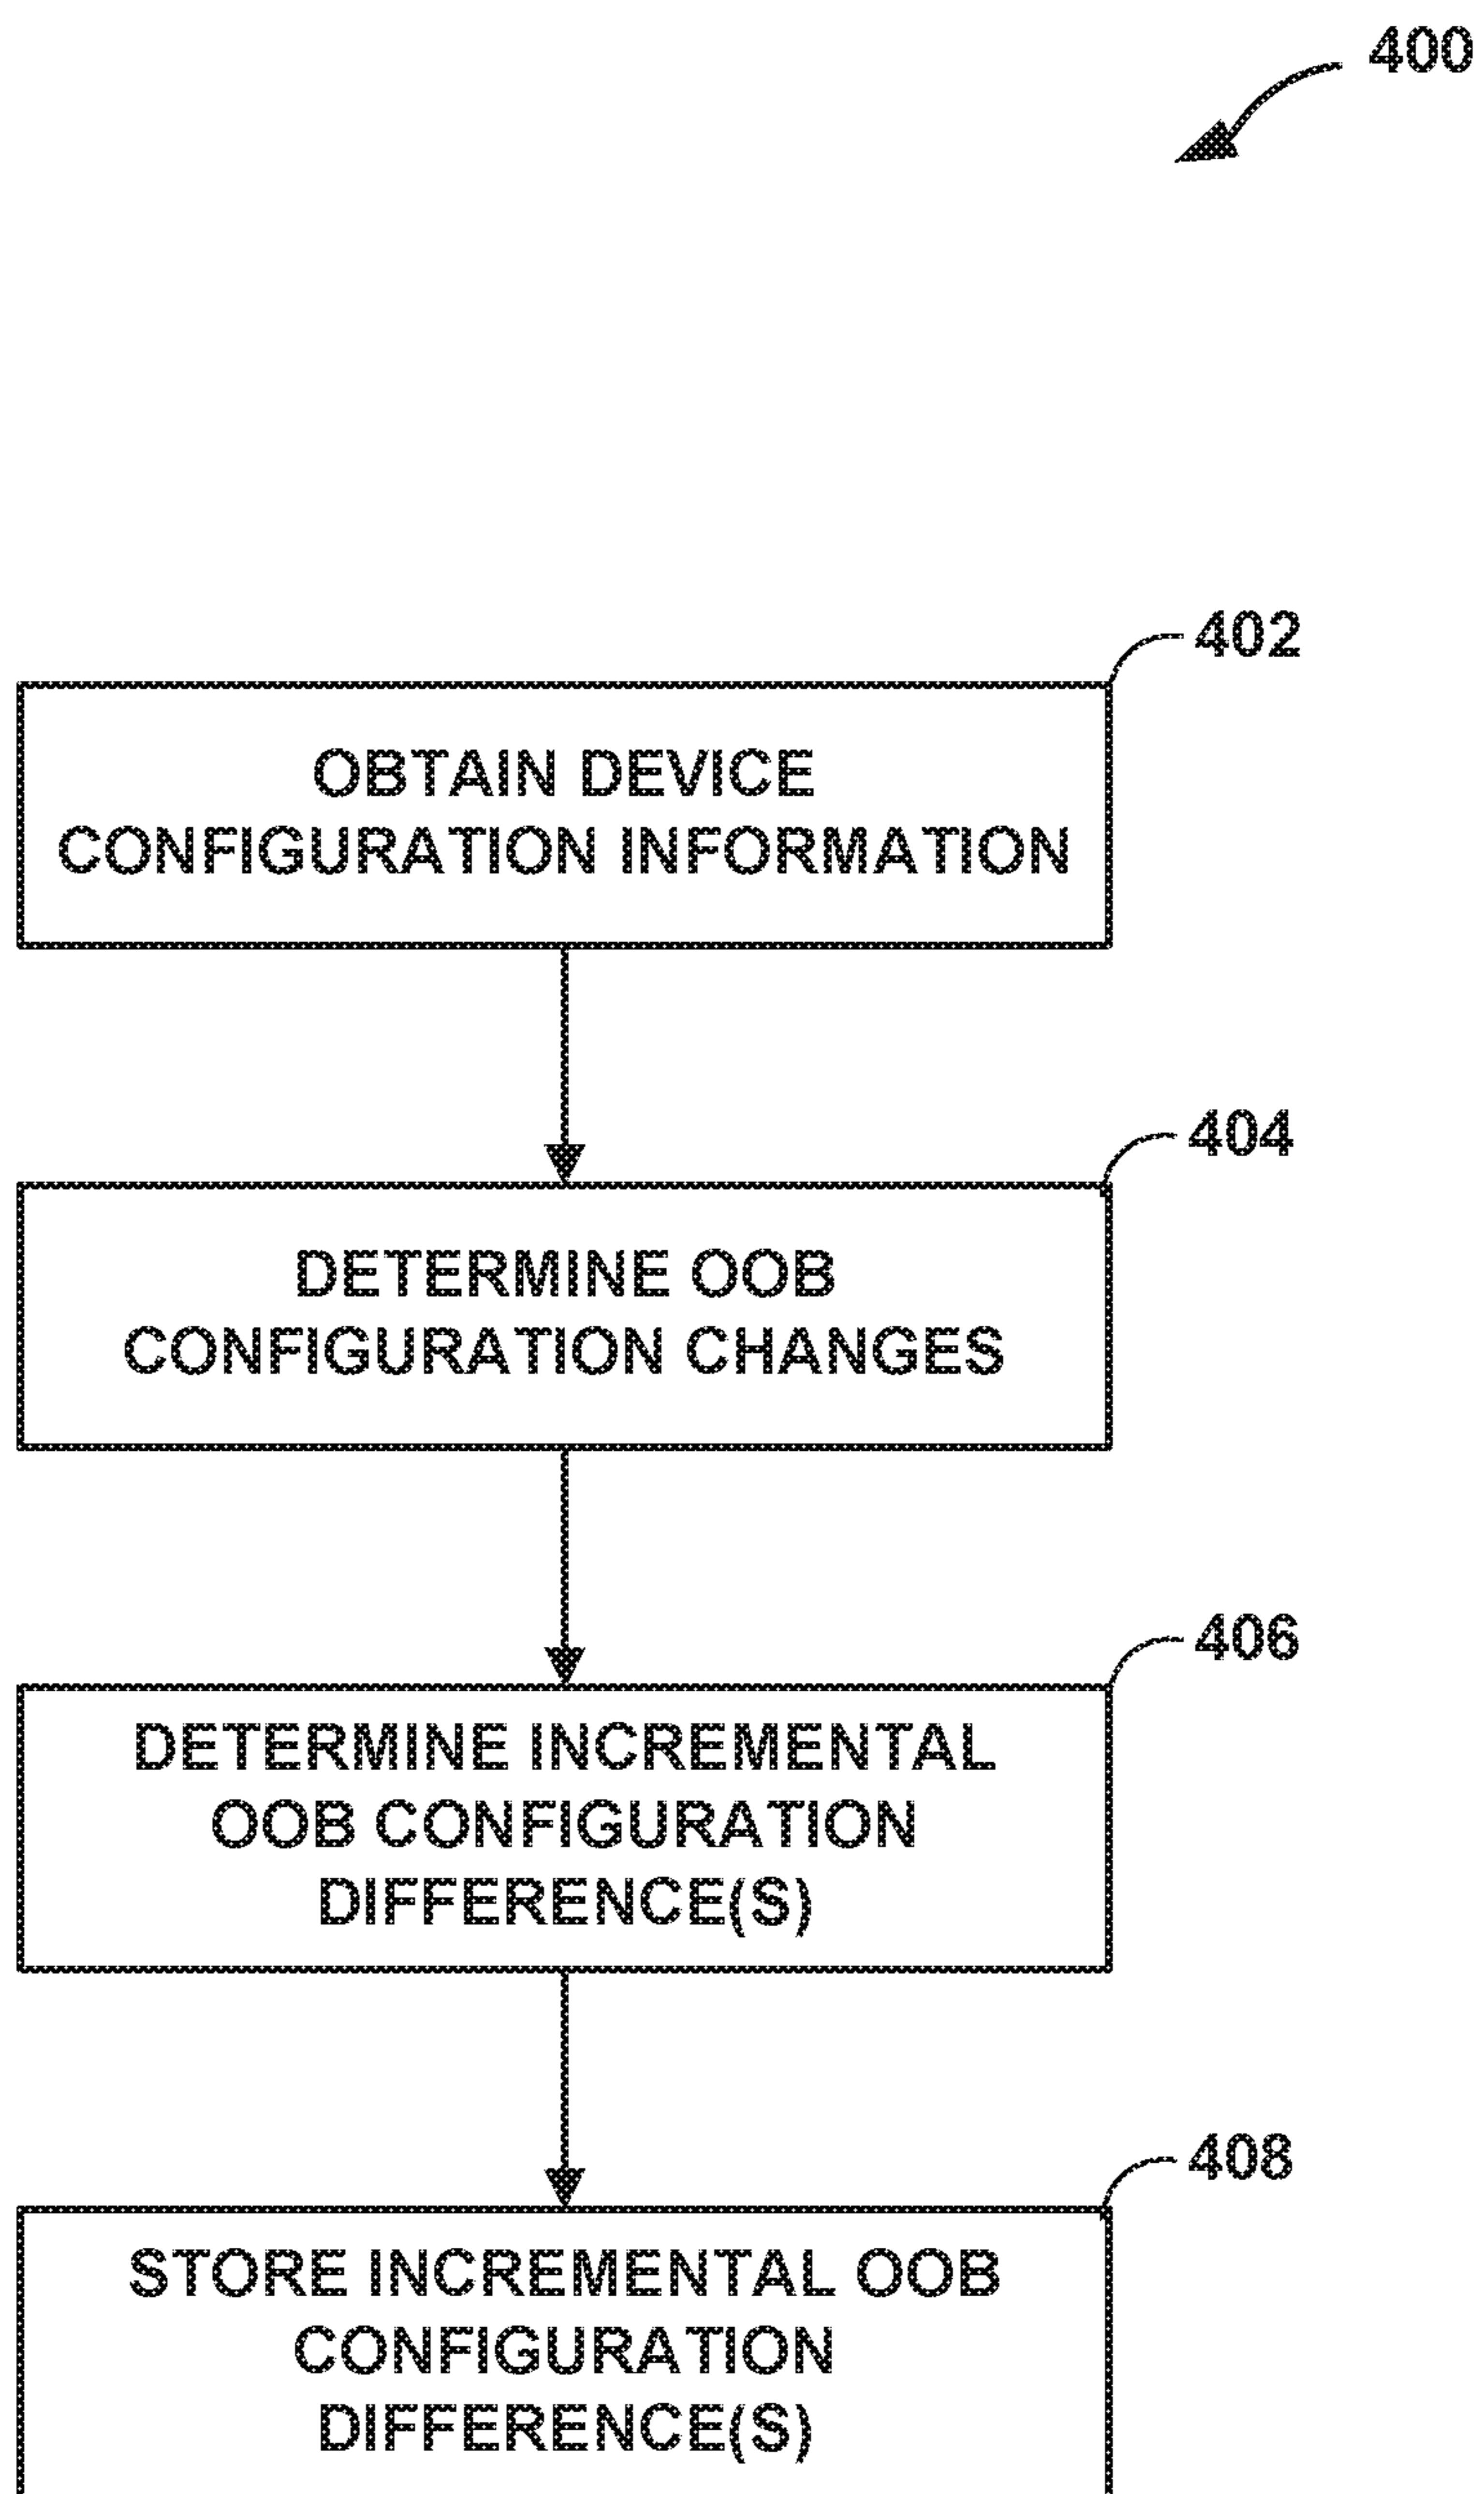 400
402
OBTAIN DEVICE
CONFIGURATION INFORMATION
404
DETERMINE OOB
CONFIGURATION CHANGES
406
DETERMINE INCREMENTAL
OOB CONFIGURATION
DIFFERENCE(S)
408
STORE INCREMENTAL OOB
CONFIGURATION
DIFFERENCE(S)